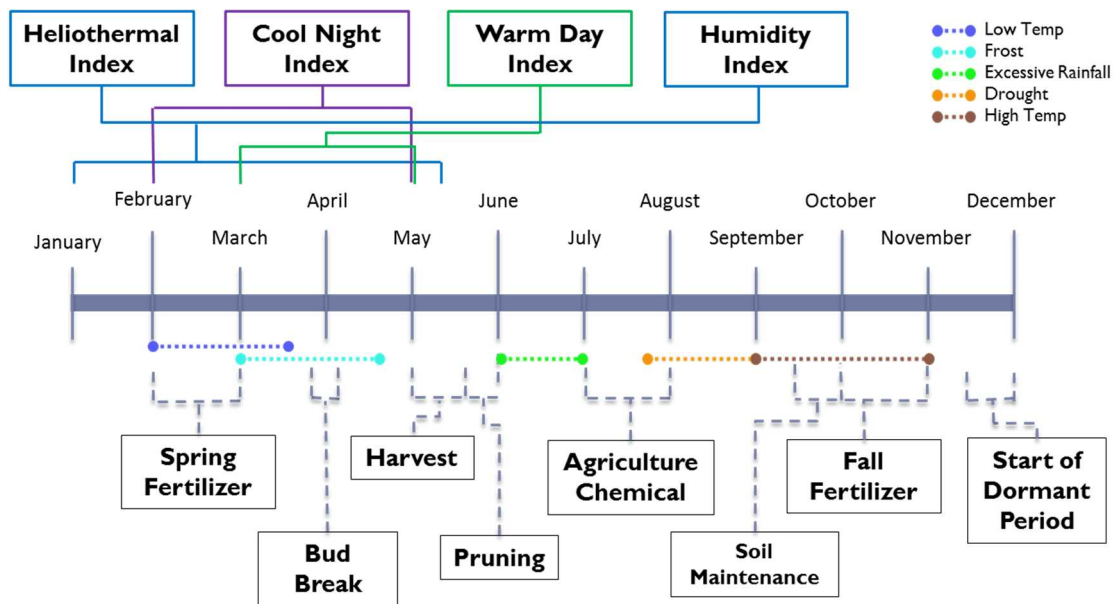 Heliothermal
Index
Cool Night
Index
Warm Day
Index
Humidity
Index
Low Temp
Frost
Excessive Rainfall
Drought
High Temp
February
April
June
August
October
December
January
March
May
July
September
November
Spring
Fertilizer
Harvest
Agriculture
Chemical
Fall
Fertilizer
Start of
Dormant
Period
Bud
Break
Pruning
Soil
Maintenance